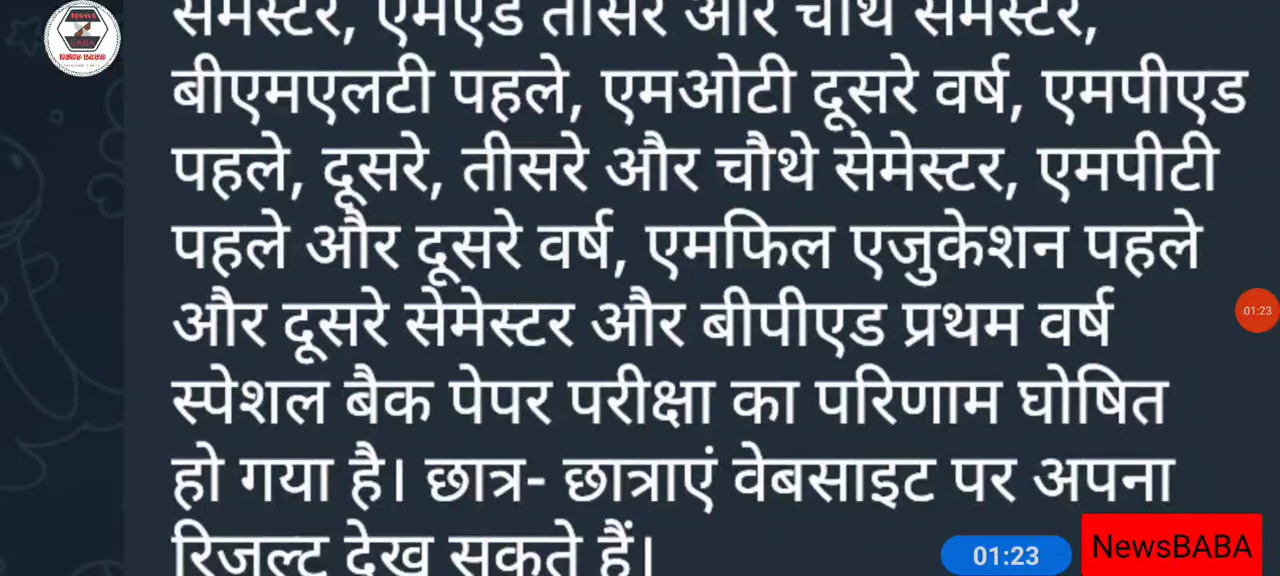 सेमेस्टर, एमएड तीसरे और चौथे सेमेस्टर,
बीएमएलटी पहले, एमओटी दूसरे वर्ष, एमपीएड
पहले, दूसरे, तीसरे और चौथे सेमेस्टर, एमपीटी
पहले और दूसरे वर्ष, एमफिल एजुकेशन पहले
और दूसरे सेमेस्टर और बीपीएड प्रथम वर्ष
स्पेशल बैक पेपर परीक्षा का परिणाम घोषित
हो गया है। छात्र- छात्राएं वेबसाइट पर अपना
रिजल्ट देख सकते हैं।
01:23
01:23
NewsBABA